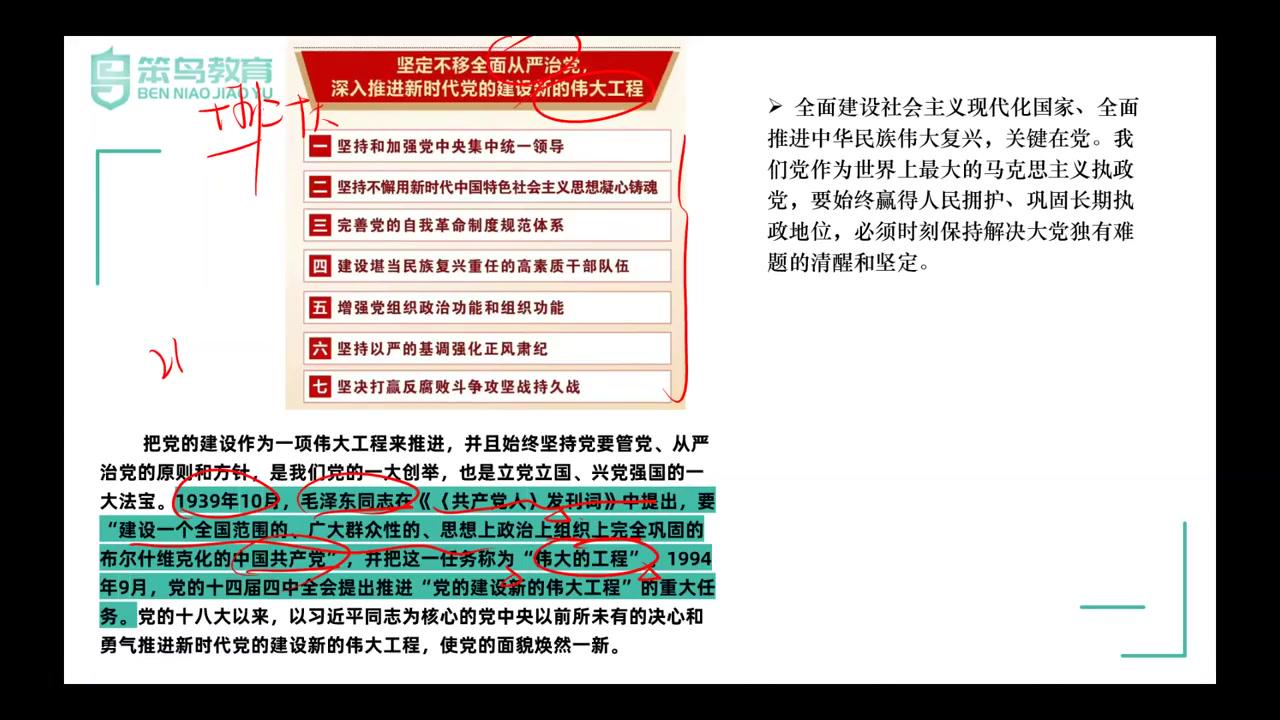 笨鸟教育
BEN NIAO JIAO YU
坚定不移全面从严治党，
深入推进新时代党的建设新的伟大工程
一 坚持和加强党中央集中统一领导
二 坚持不懈用新时代中国特色社会主义思想凝心铸魂
三 完善党的自我革命制度规范体系
四 建设堪当民族复兴重任的高素质干部队伍
五 增强党组织政治功能和组织功能
六 坚持以严的基调强化正风肃纪
七 坚决打赢反腐败斗争攻坚战持久战
把党的建设作为一项伟大工程来推进，并且始终坚持党要管党、从严
治党的原则和方针，是我们党的一大创举，也是立党立国、兴党强国的一
大法宝。1939年10月，毛泽东同志在《〈共产党人〉发刊词》中提出，要
“建设一个全国范围的、广大群众性的、思想上政治上组织上完全巩固的
布尔什维克化的中国共产党”，并把这一任务称为“伟大的工程”。1994
年9月，党的十四届四中全会提出推进“党的建设新的伟大工程”的重大任
务。党的十八大以来，以习近平同志为核心的党中央以前所未有的决心和
勇气推进新时代党的建设新的伟大工程，使党的面貌焕然一新。
➢ 全面建设社会主义现代化国家、全面
推进中华民族伟大复兴，关键在党。我
们党作为世界上最大的马克思主义执政
党，要始终赢得人民拥护、巩固长期执
政地位，必须时刻保持解决大党独有难
题的清醒和坚定。